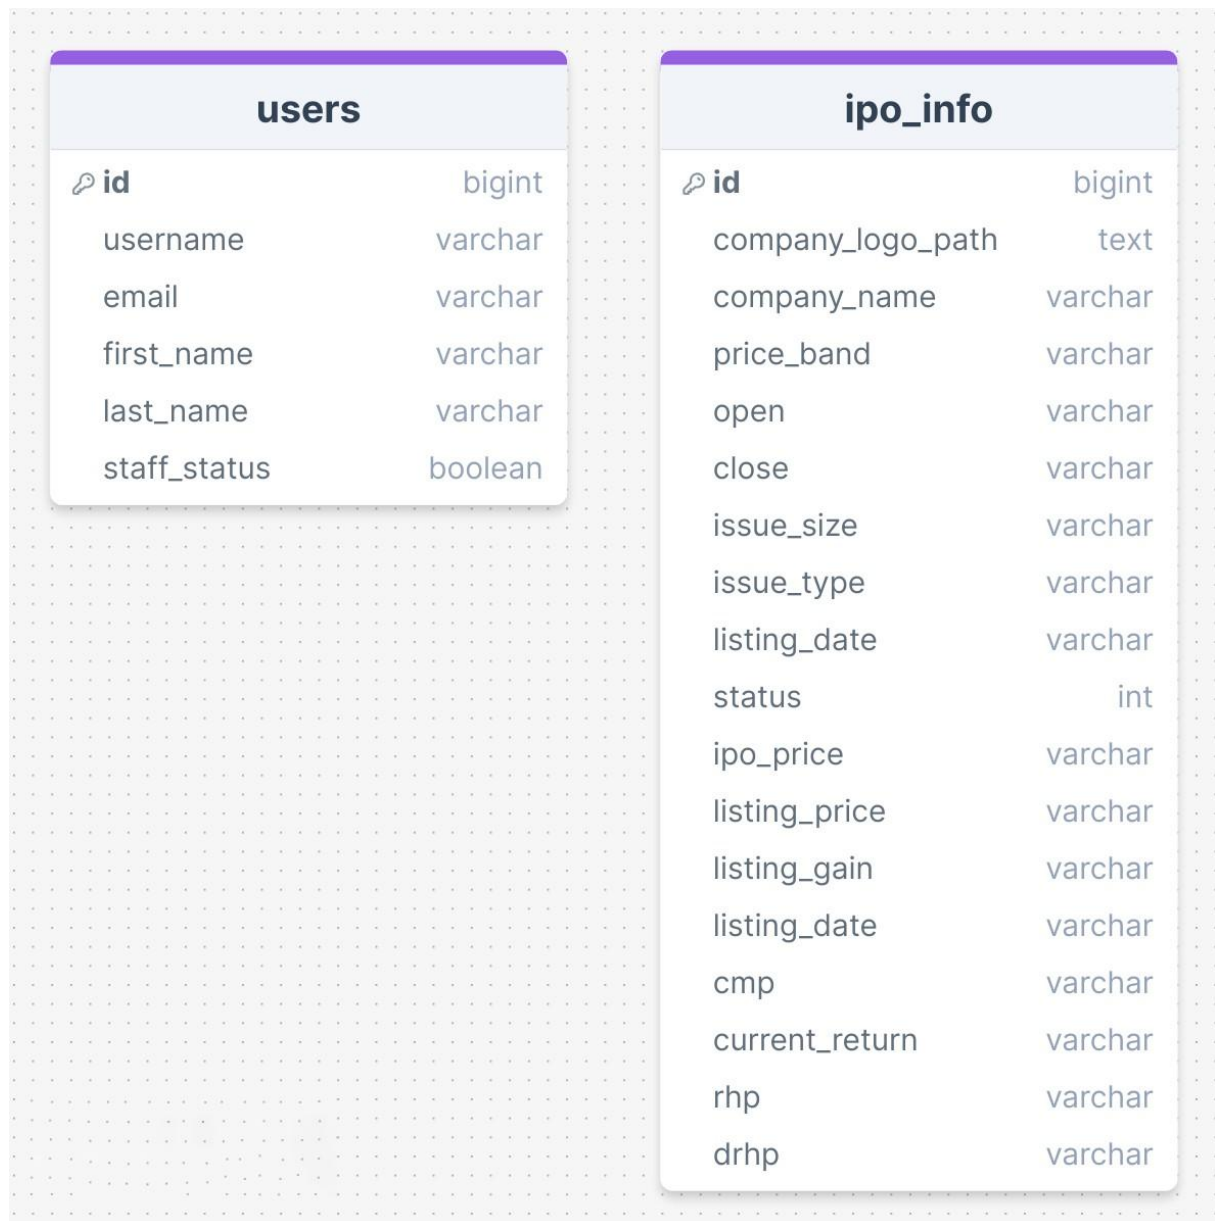 users
id bigint
username varchar
email varchar
first_name varchar
last_name varchar
staff_status boolean
ipo_info
id bigint
company_logo_path text
company_name varchar
price_band varchar
open varchar
close varchar
issue_size varchar
issue_type varchar
listing_date varchar
status int
ipo_price varchar
listing_price varchar
listing_gain varchar
listing_date varchar
cmp varchar
current_return varchar
rhp varchar
drhp varchar